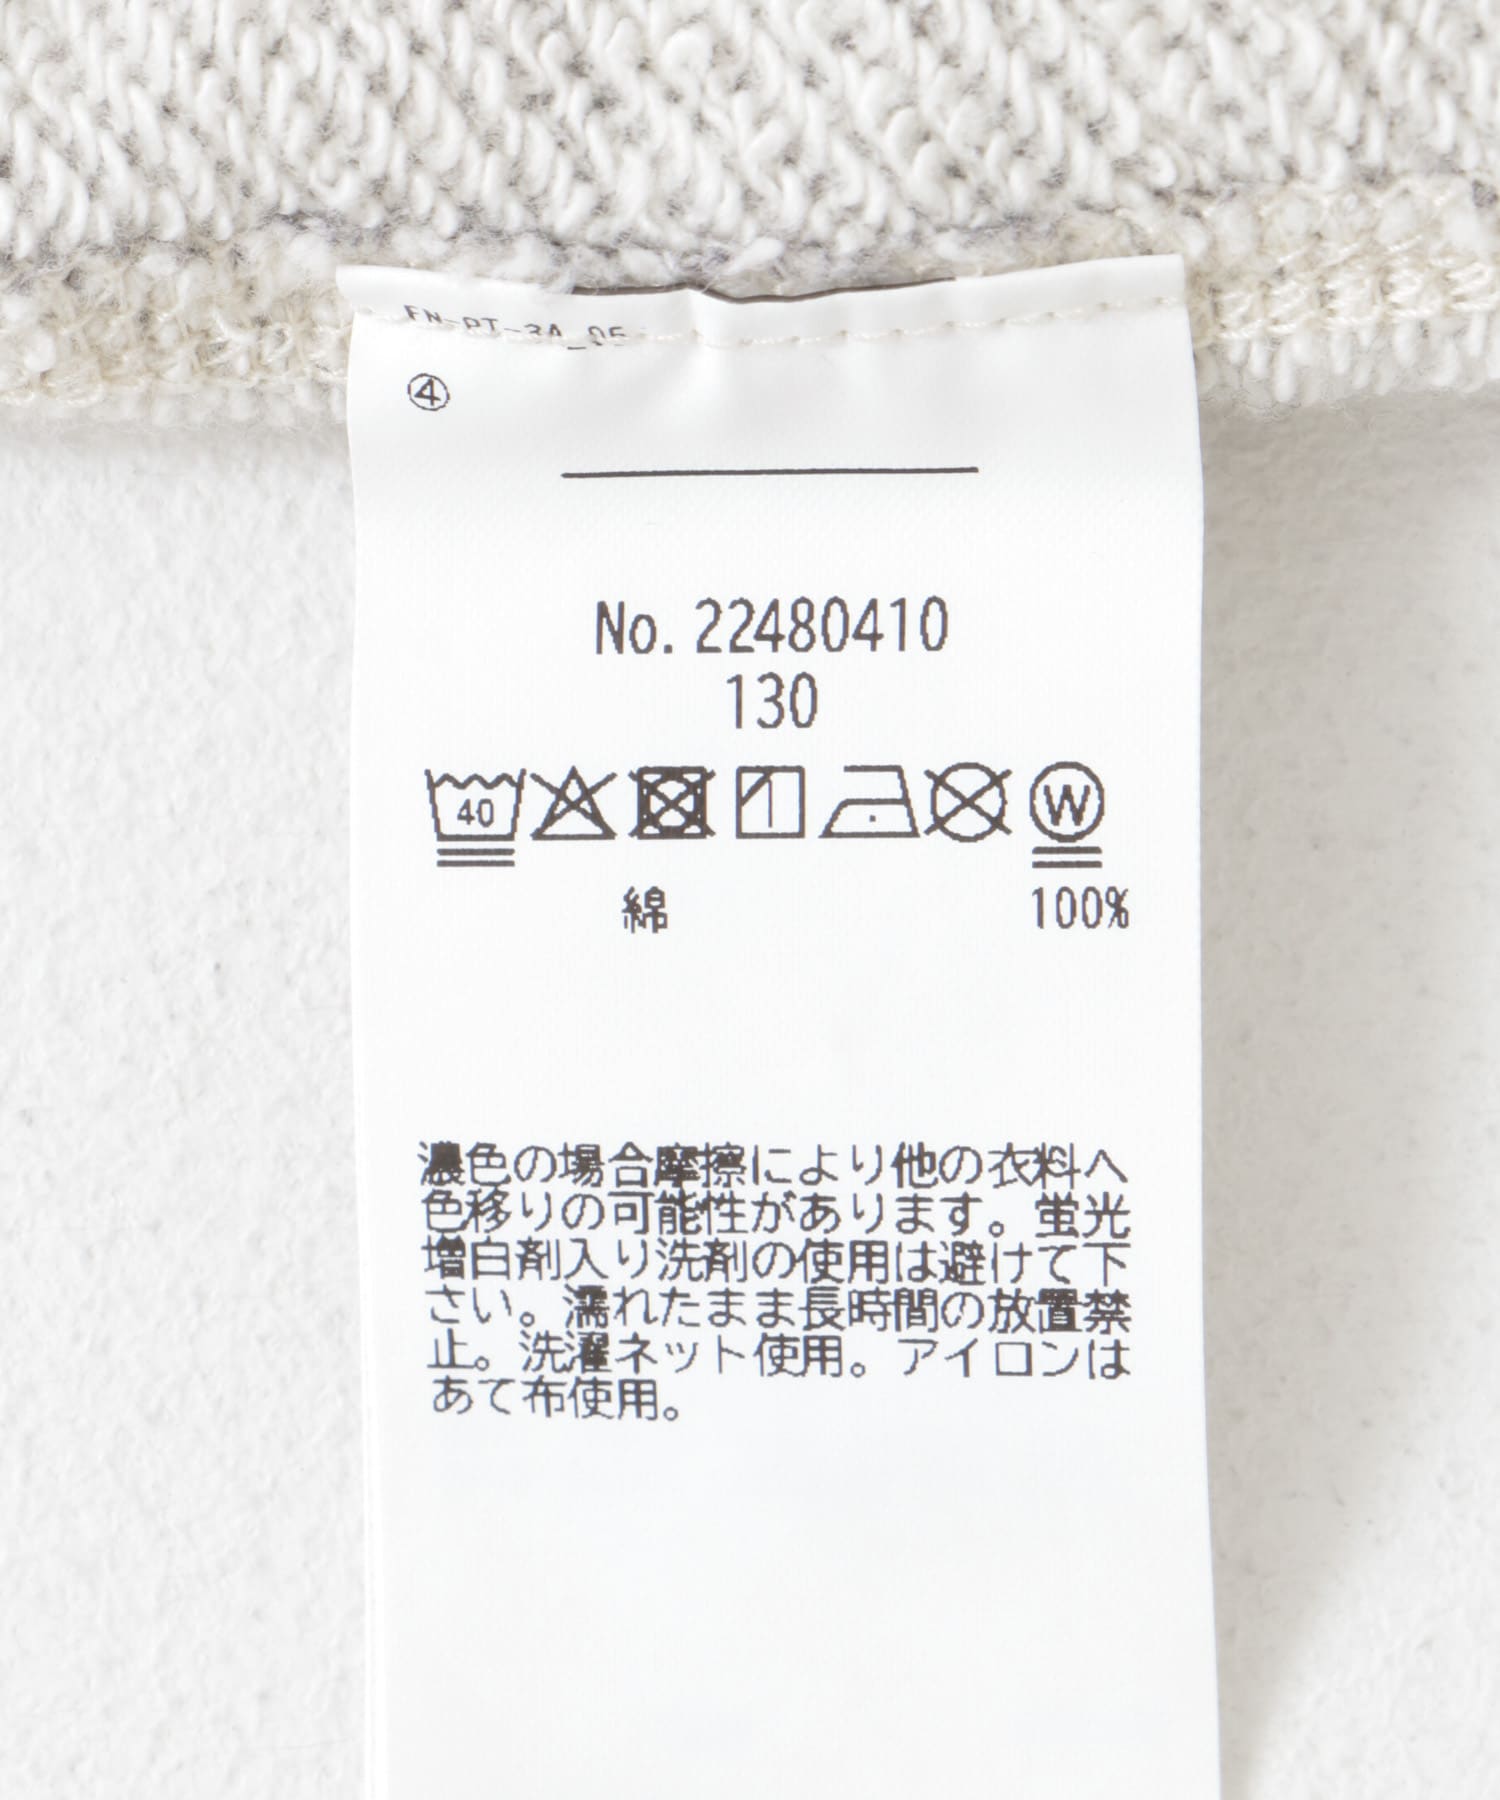 ④
No. 22480410
130
40
W
綿 100%
濃色の場合摩擦により他の衣料へ
色移りの可能性があります。蛍光
増白剤入り洗剤の使用は避けて下
さい。濡れたまま長時間の放置禁
止。洗濯ネット使用。アイロンは
あて布使用。